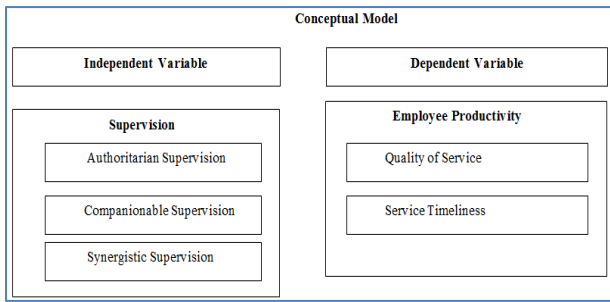 Conceptual Model
Independent Variable
Dependent Variable
Supervision
Authoritarian Supervision
Companionable Supervision
Synergistic Supervision
Employee Productivity
Quality of Service
Service Timeliness